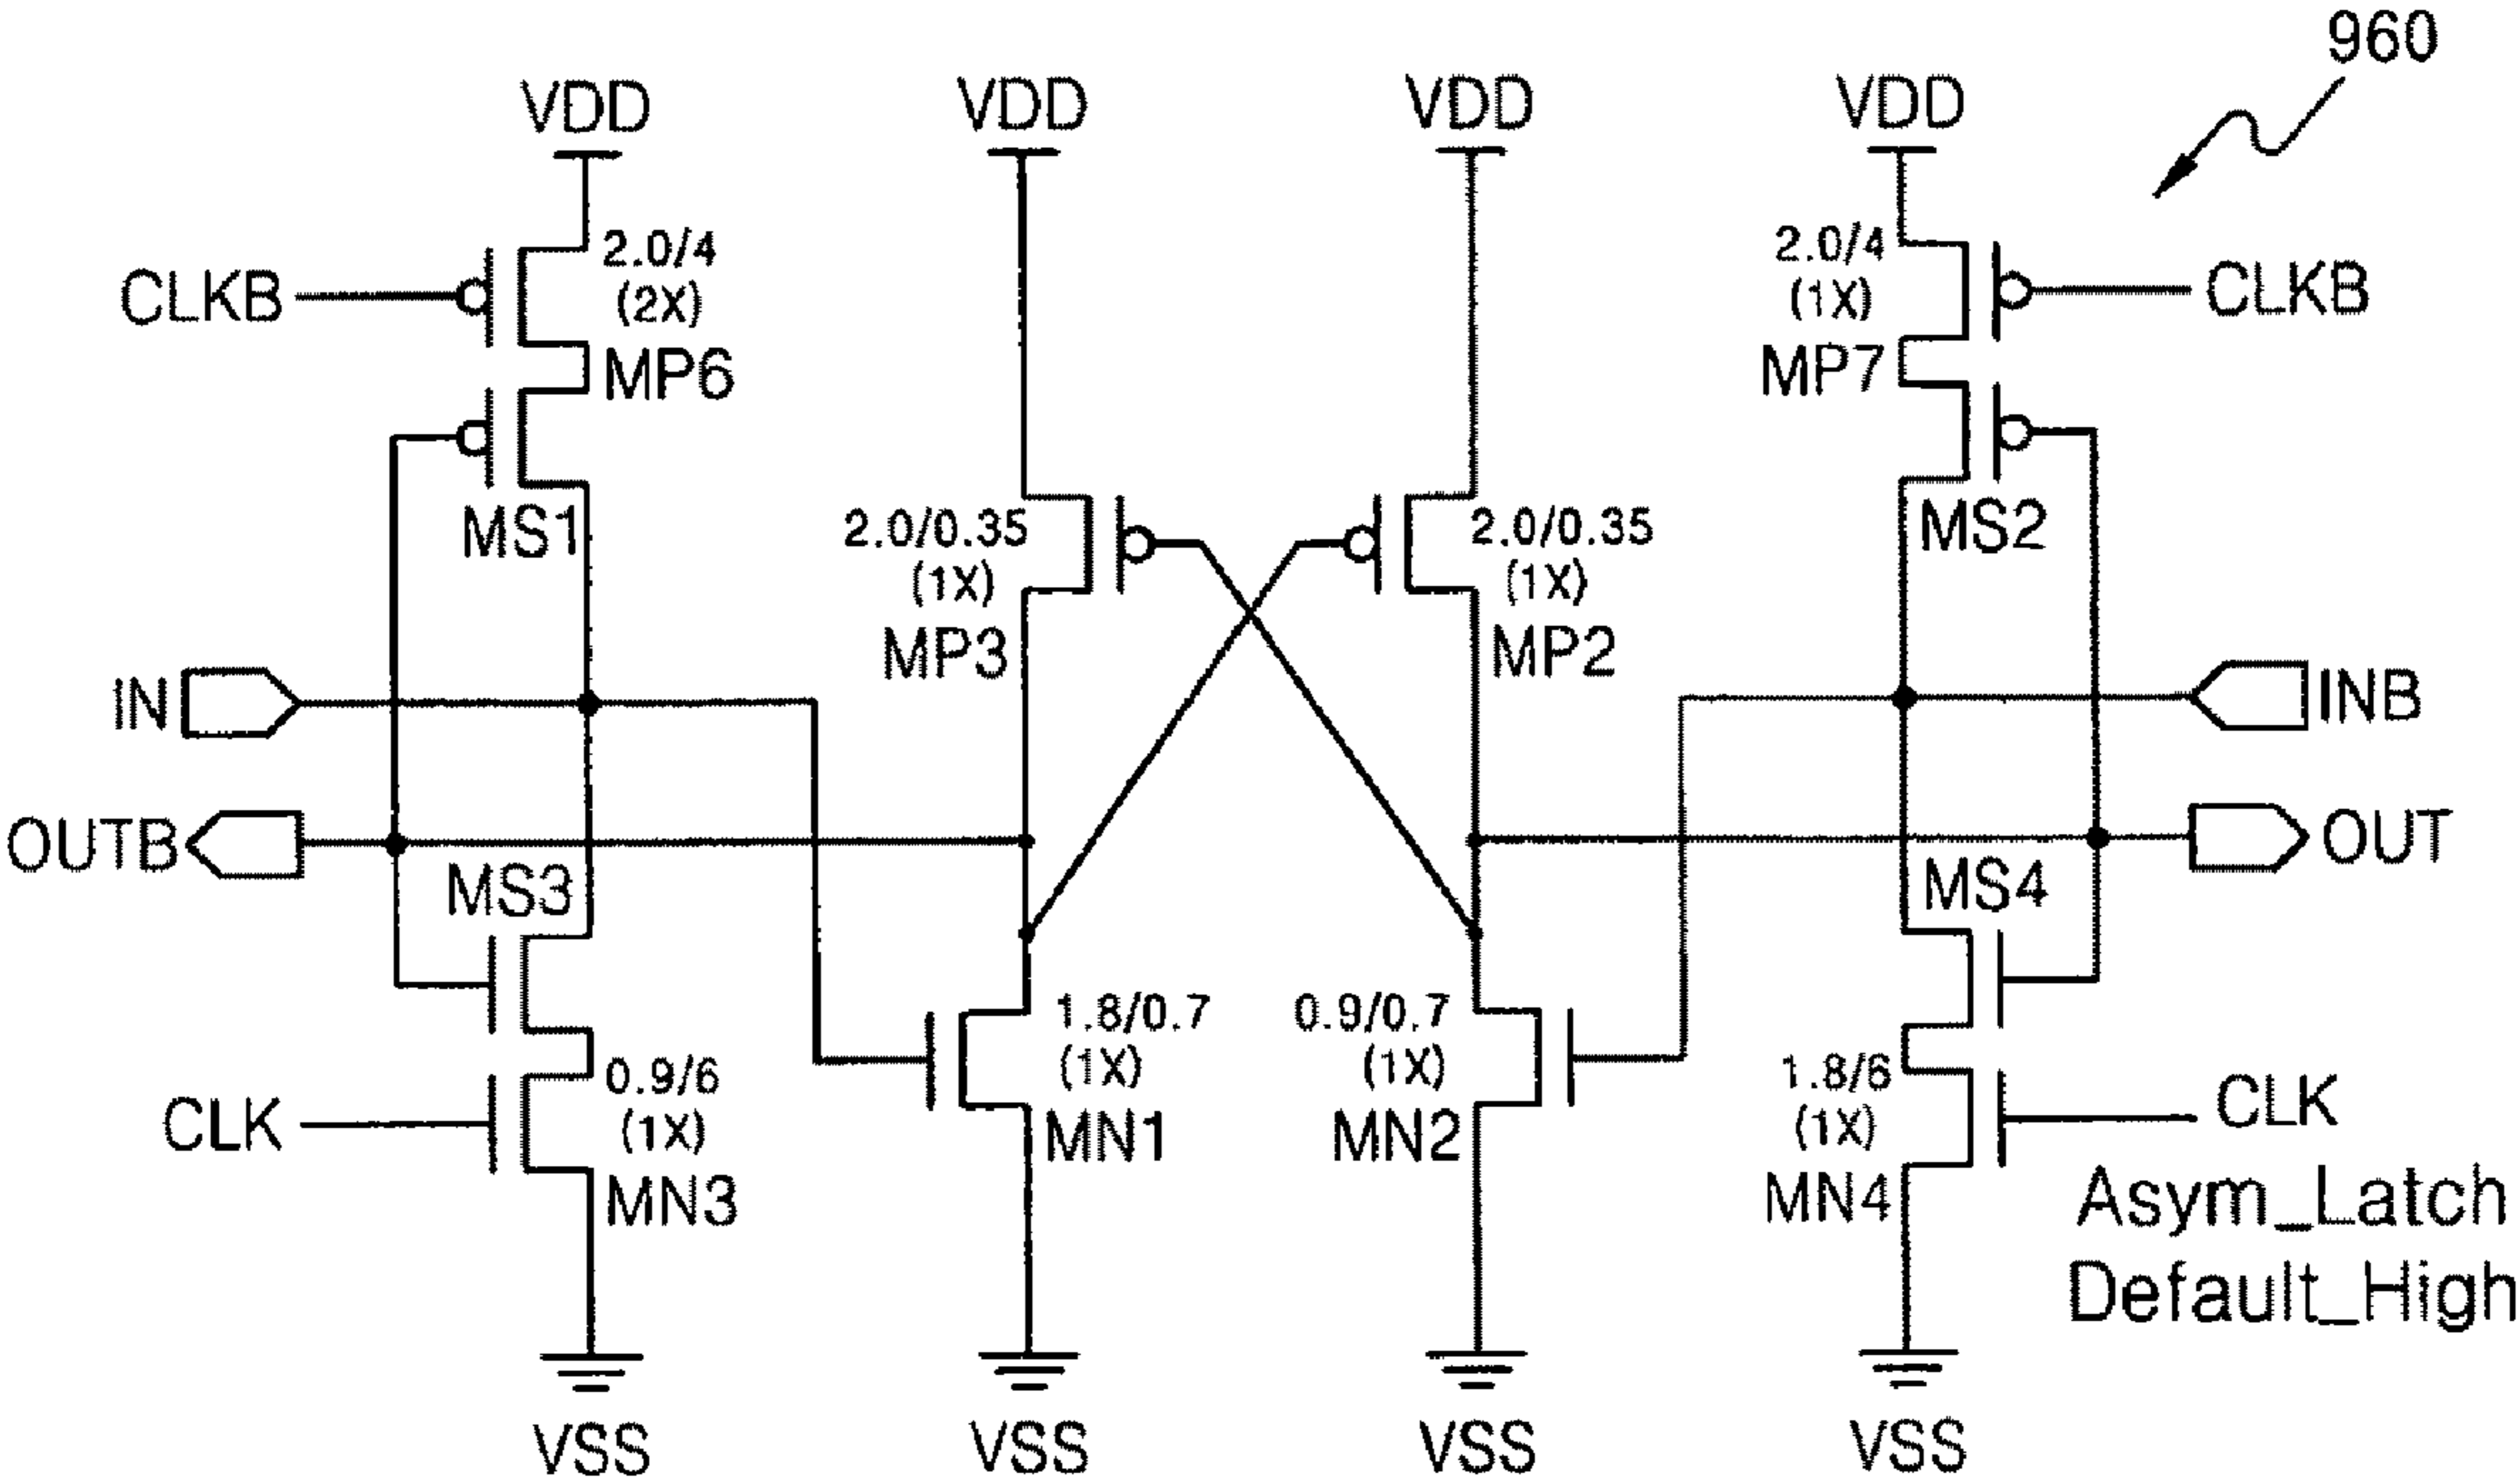 960
VDD
VDD
VDD
VDD
CLKB
2.0/4
(2X)
MP6
2.0/4
(1X)
MP7
CLKB
MS1
2.0/0.35
(1X)
MP3
2.0/0.35
(1X)
MP2
MS2
IN
INB
OUTB
OUT
MS3
MS4
CLK
0.9/6
(1X)
MN3
1.8/0.7
(1X)
MN1
0.9/0.7
(1X)
MN2
1.8/6
(1X)
MN4
CLK
Asym_Latch
Default_High
VSS
VSS
VSS
VSS